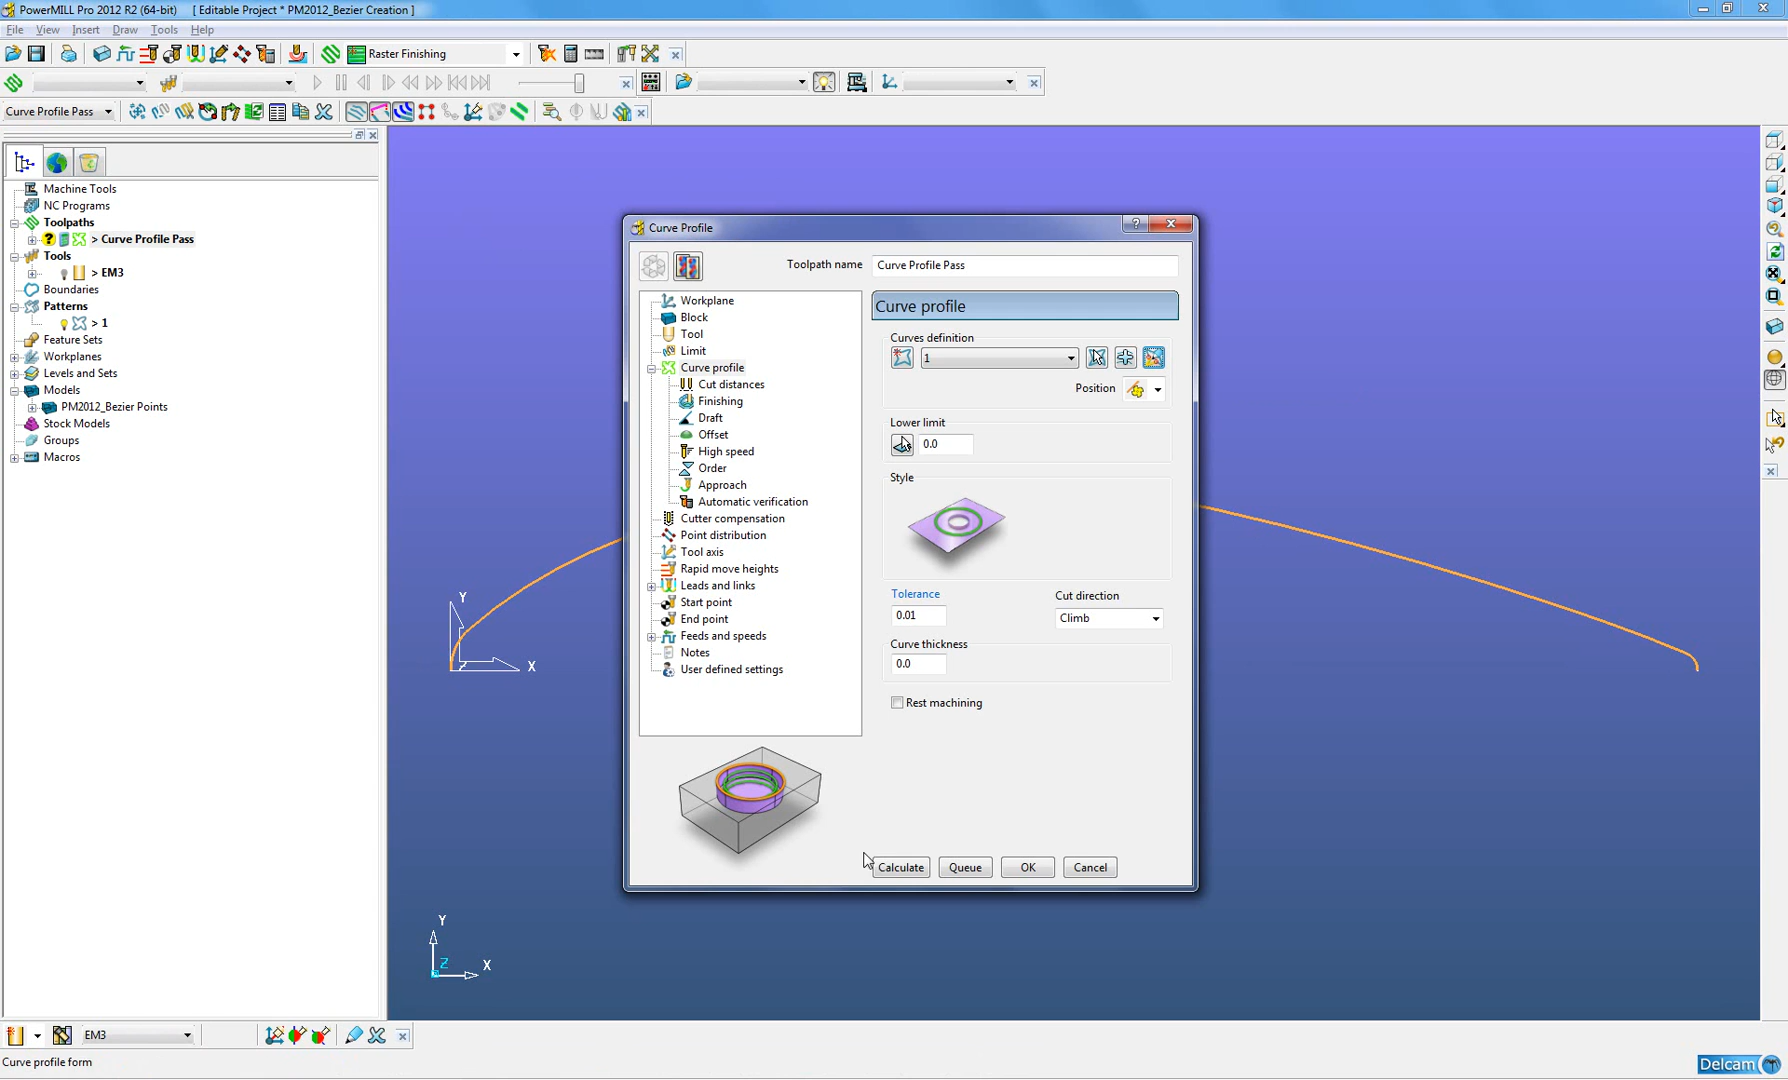 PowerMILL Pro 2012 R2 (64-bit) [ Editable Project * PM2012_Bezier Creation ]
File View Insert Draw Tools Help
Raster Finishing
Curve Profile Pass
Machine Tools
NC Programs
Toolpaths
> Curve Profile Pass
Tools
> EM3
Boundaries
Patterns
> 1
Feature Sets
Workplanes
Levels and Sets
Models
PM2012_Bezier Points
Stock Models
Groups
Macros
Curve Profile
Toolpath name Curve Profile Pass
Workplane
Block
Tool
Limit
Curve profile
Cut distances
Finishing
Draft
Offset
High speed
Order
Approach
Automatic verification
Cutter compensation
Point distribution
Tool axis
Rapid move heights
Leads and links
Start point
End point
Feeds and speeds
Notes
User defined settings
Curve profile
Curves definition
1
Position
Lower limit
0.0
Style
Tolerance
0.01
Cut direction
Climb
Curve thickness
0.0
Rest machining
Calculate Queue OK Cancel
Y
X
Y
Z
X
EM3
Curve profile form
Delcam